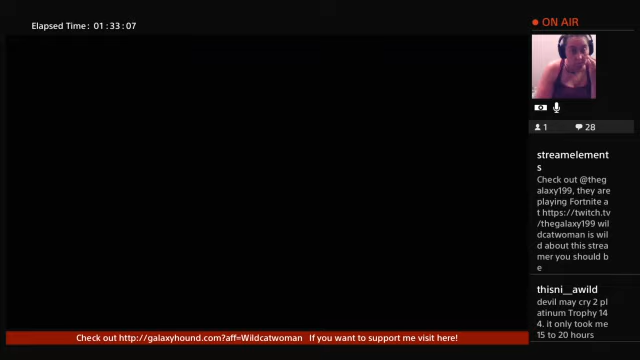 Elapsed Time: 01:33:07
ON AIR
1
28
streamelement
s
Check out @theg
alaxy199, they are
playing Fortnite a
t https://twitch.tv
/thegalaxy199 wil
dcatwoman is wil
d about this strea
mer you should b
e
thisni__awild
devil may cry 2 pl
atinum Trophy 14
4. it only took me
15 to 20 hours
Check out http://galaxyhound.com?aff=Wildcatwoman If you want to support me visit here!